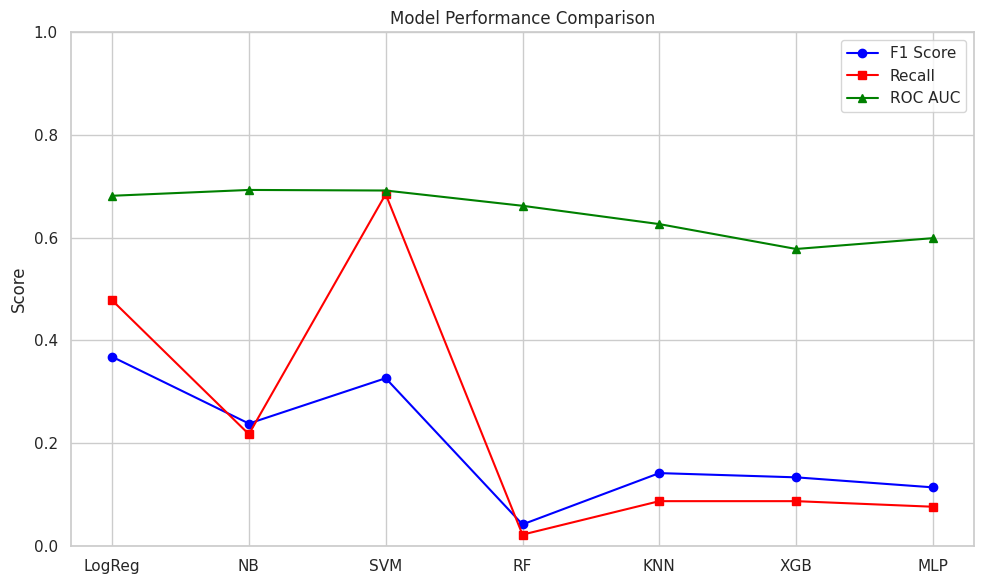 Model Performance Comparison
F1 Score
Recall
ROC AUC
Score
1.0
0.8
0.6
0.4
0.2
0.0
LogReg
NB
SVM
RF
KNN
XGB
MLP